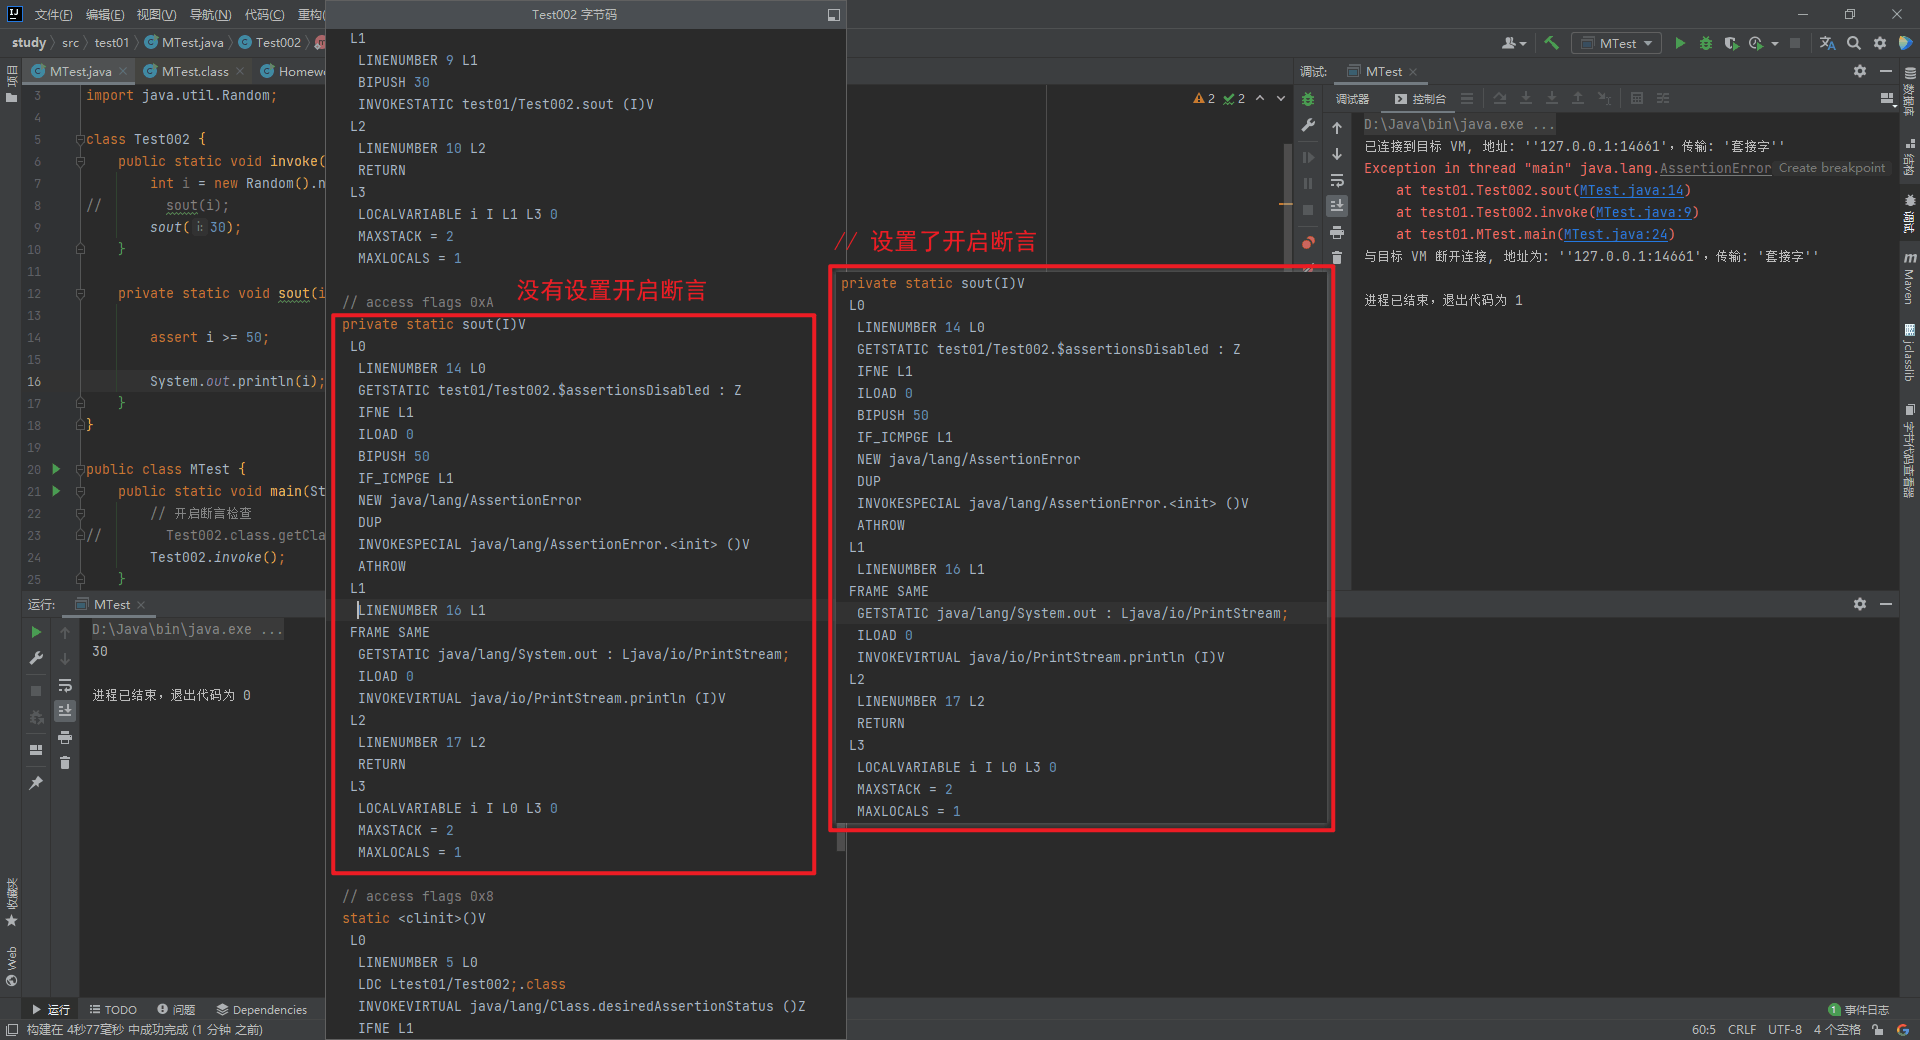 文件(F) 编辑(E) 视图(V) 导航(N) 代码(C) 重构(
Test002 字节码
study src test01 MTest.java Test002
MTest
MTest.java MTest.class Homew
3 import java.util.Random;
4
5 class Test002 {
6 public static void invoke(
7 int i = new Random().n
8 // sout(i);
9 sout( i: 30);
10 }
11
12 private static void sout(i
13
14 assert i >= 50;
15
16 System.out.println(i);
17 }
18 }
19
20 public class MTest {
21 public static void main(St
22 // 开启断言检查
23 // Test002.class.getCla
24 Test002.invoke();
25 }
L1
LINENUMBER 9 L1
BIPUSH 30
INVOKESTATIC test01/Test002.sout (I)V
L2
LINENUMBER 10 L2
RETURN
L3
LOCALVARIABLE i I L1 L3 0
MAXSTACK = 2
MAXLOCALS = 1
没有设置开启断言
// access flags 0xA
private static sout(I)V
L0
LINENUMBER 14 L0
GETSTATIC test01/Test002.$assertionsDisabled : Z
IFNE L1
ILOAD 0
BIPUSH 50
IF_ICMPGE L1
NEW java/lang/AssertionError
DUP
INVOKESPECIAL java/lang/AssertionError.<init> ()V
ATHROW
L1
LINENUMBER 16 L1
FRAME SAME
GETSTATIC java/lang/System.out : Ljava/io/PrintStream;
ILOAD 0
INVOKEVIRTUAL java/io/PrintStream.println (I)V
L2
LINENUMBER 17 L2
RETURN
L3
LOCALVARIABLE i I L0 L3 0
MAXSTACK = 2
MAXLOCALS = 1
// access flags 0x8
static <clinit>()V
L0
LINENUMBER 5 L0
LDC Ltest01/Test002;.class
INVOKEVIRTUAL java/lang/Class.desiredAssertionStatus ()Z
IFNE L1
2 2
// 设置了开启断言
private static sout(I)V
L0
LINENUMBER 14 L0
GETSTATIC test01/Test002.$assertionsDisabled : Z
IFNE L1
ILOAD 0
BIPUSH 50
IF_ICMPGE L1
NEW java/lang/AssertionError
DUP
INVOKESPECIAL java/lang/AssertionError.<init> ()V
ATHROW
L1
LINENUMBER 16 L1
FRAME SAME
GETSTATIC java/lang/System.out : Ljava/io/PrintStream;
ILOAD 0
INVOKEVIRTUAL java/io/PrintStream.println (I)V
L2
LINENUMBER 17 L2
RETURN
L3
LOCALVARIABLE i I L0 L3 0
MAXSTACK = 2
MAXLOCALS = 1
调试: MTest
调试器 控制台
D:\Java\bin\java.exe ...
已连接到目标 VM, 地址: ''127.0.0.1:14661', 传输: '套接字''
Exception in thread "main" java.lang.AssertionError Create breakpoint
at test01.Test002.sout(MTest.java:14)
at test01.Test002.invoke(MTest.java:9)
at test01.MTest.main(MTest.java:24)
与目标 VM 断开连接, 地址为: ''127.0.0.1:14661', 传输: '套接字''
进程已结束,退出代码为 1
运行: MTest
D:\Java\bin\java.exe ...
30
进程已结束,退出代码为 0
项目
收藏夹
Web
数据库
结构
调试
Maven
jclasslib
字节代码查看器
运行 TODO 问题 Dependencies
1 事件日志
构建在 4秒77毫秒 中成功完成 (1 分钟 之前)
60:5 CRLF UTF-8 4 个空格